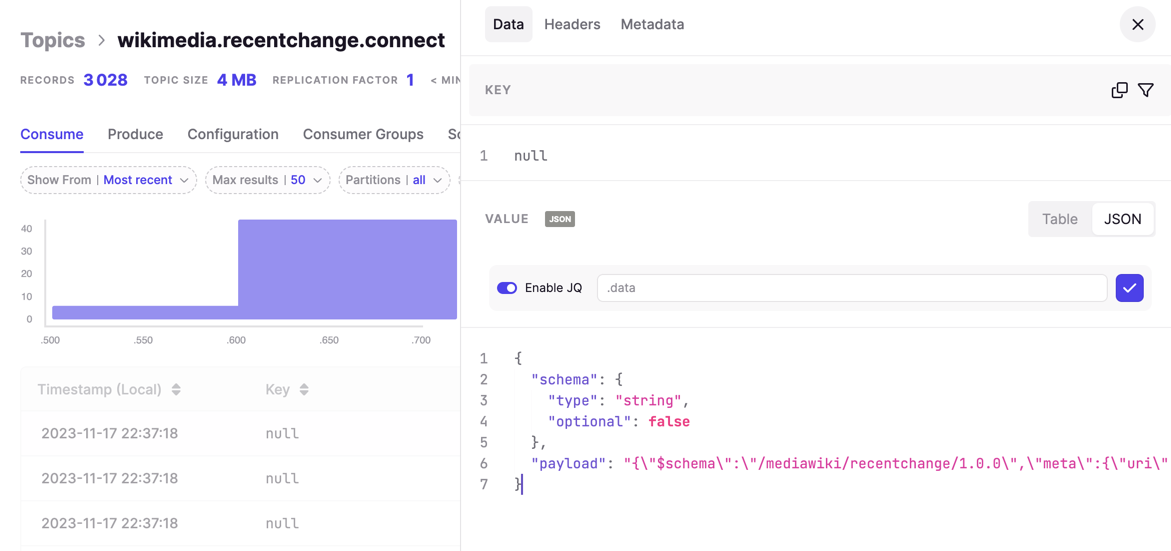 Topics > wikimedia.recentchange.connect
RECORDS 3 028 TOPIC SIZE 4 MB REPLICATION FACTOR 1 < MIN
Consume Produce Configuration Consumer Groups
Show From | Most recent Max results | 50 Partitions | all
40
30
20
10
0
.500 .550 .600 .650 .700
Timestamp (Local) Key
2023-11-17 22:37:18 null
2023-11-17 22:37:18 null
2023-11-17 22:37:18 null
Data Headers Metadata
KEY
1 null
VALUE JSON Table JSON
Enable JQ .data
1 {
2 "schema": {
3 "type": "string",
4 "optional": false
5 },
6 "payload": "{\"$schema\":\"/mediawiki/recentchange/1.0.0\",\"meta\":{\"uri\"
7 }